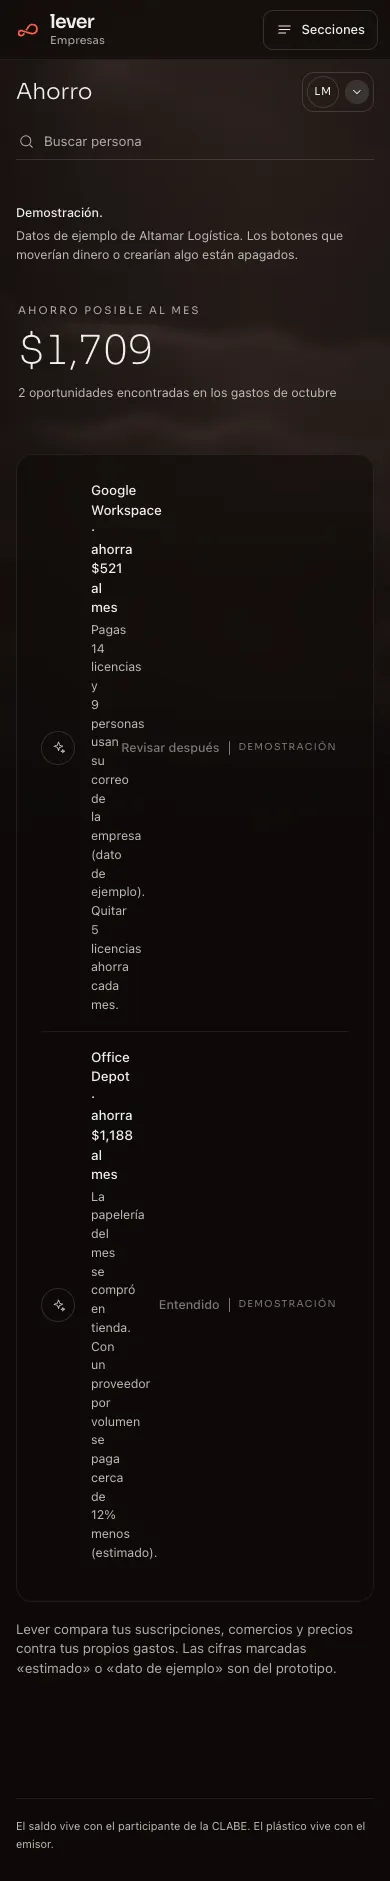 lever
Empresas
Secciones
Ahorro
LM
Buscar persona
Demostración.
Datos de ejemplo de Altamar Logística. Los botones que
moverían dinero o crearían algo están apagados.
AHORRO POSIBLE AL MES
$1,709
2 oportunidades encontradas en los gastos de octubre
Google
Workspace
·
ahorra
$521
al
mes
Pagas
14
licencias
y
9
personas
usan
su
correo
de
la
empresa
(dato
de
ejemplo).
Quitar
5
licencias
ahorra
cada
mes.
Revisar después
DEMOSTRACIÓN
Office
Depot
·
ahorra
$1,188
al
mes
La
papelería
del
mes
se
compró
en
tienda.
Con
un
proveedor
por
volumen
se
paga
cerca
de
12%
menos
(estimado).
Entendido
DEMOSTRACIÓN
Lever compara tus suscripciones, comercios y precios
contra tus propios gastos. Las cifras marcadas
«estimado» o «dato de ejemplo» son del prototipo.
El saldo vive con el participante de la CLABE. El plástico vive con el
emisor.